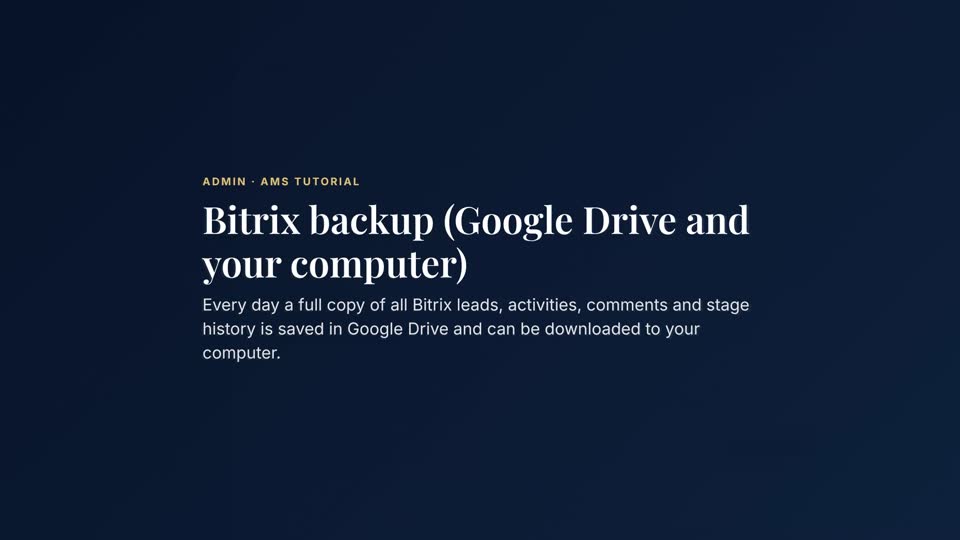 ADMIN · AMS TUTORIAL
Bitrix backup (Google Drive and
your computer)
Every day a full copy of all Bitrix leads, activities, comments and stage
history is saved in Google Drive and can be downloaded to your
computer.